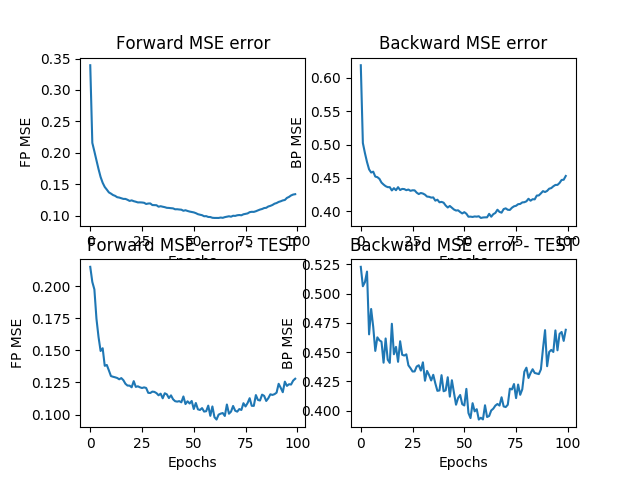 Forward MSE error
Backward MSE error
0.35
0.30
0.25
0.20
0.15
0.10
FP MSE
0 25 50 75 100
Epochs
0.60
0.55
0.50
0.45
0.40
BP MSE
0 25 50 75 100
Epochs
Forward MSE error - TEST
Backward MSE error - TEST
0.200
0.175
0.150
0.125
0.100
FP MSE
0 25 50 75 100
Epochs
0.525
0.500
0.475
0.450
0.425
0.400
BP MSE
0 25 50 75 100
Epochs